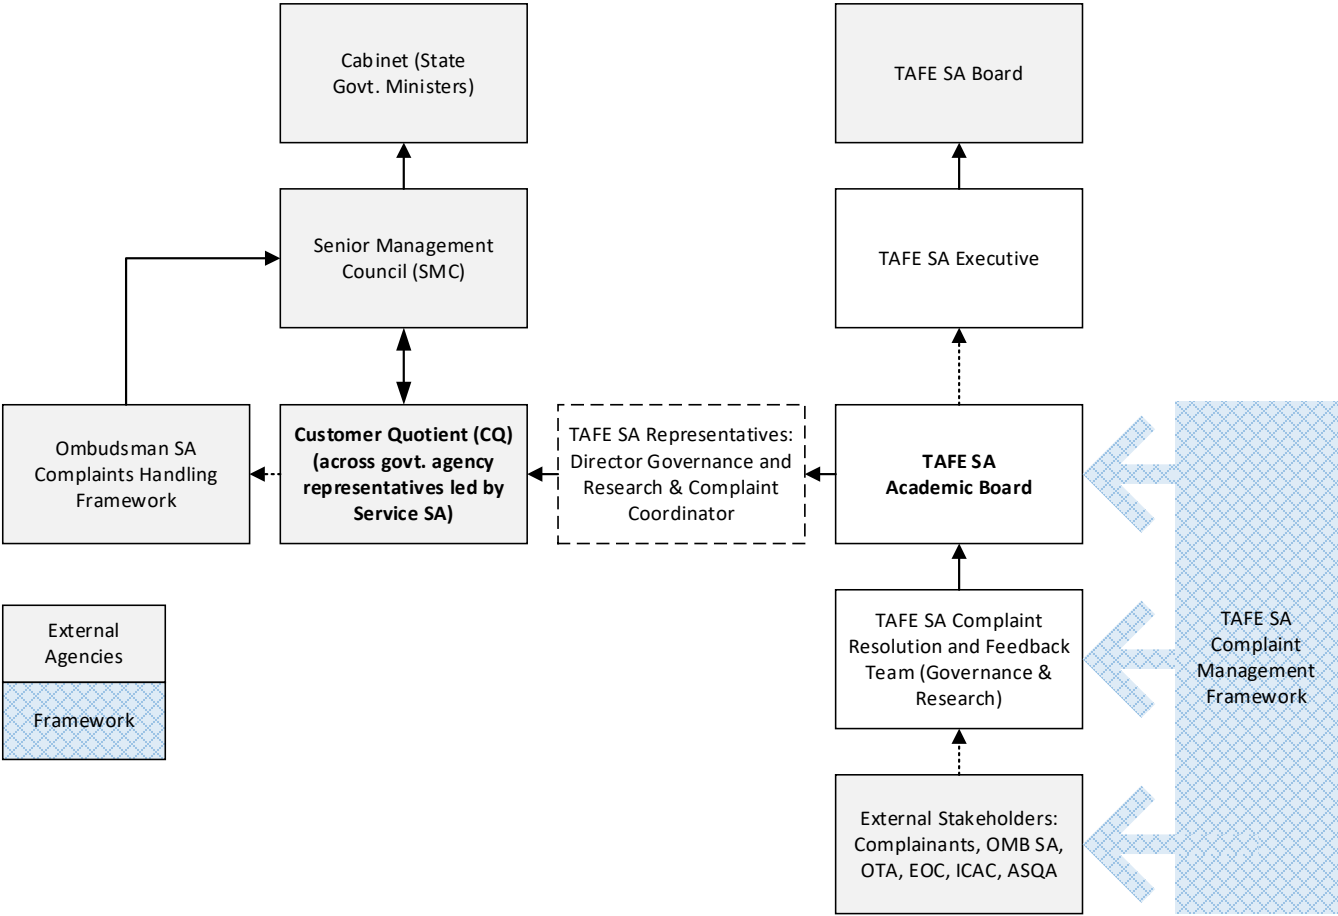 Cabinet (State
Govt. Ministers)
TAFE SA Board
Senior Management
Council (SMC)
TAFE SA Executive
Ombudsman SA
Complaints Handling
Framework
Customer Quotient (CQ)
(across govt. agency
representatives led by
Service SA)
TAFE SA Representatives:
Director Governance and
Research & Complaint
Coordinator
TAFE SA
Academic Board
External
Agencies
Framework
TAFE SA Complaint
Resolution and Feedback
Team (Governance &
Research)
TAFE SA
Complaint
Management
Framework
External Stakeholders:
Complainants, OMB SA,
OTA, EOC, ICAC, ASQA